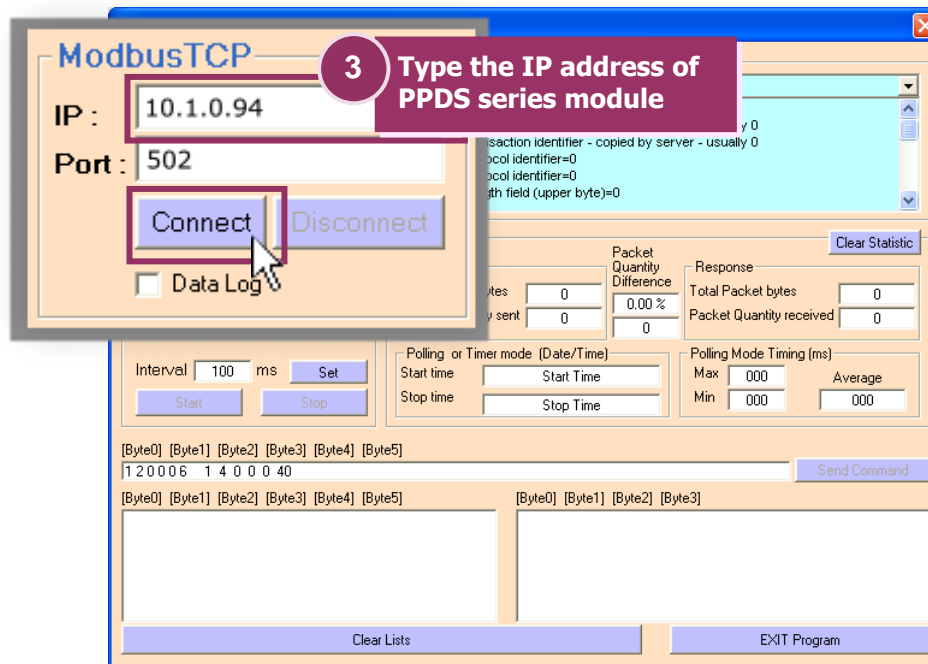 ModbusTCP
3
Type the IP address of
PPDS series module
IP :
10.1.0.94
Port :
502
Connect
Disconnect
Data Log
y 0
saction identifier - copied by server - usually 0
ocol identifier=0
ocol identifier=0
gth field (upper byte)=0
Clear Statistic
Packet
Quantity
Difference
0.00 %
0
ytes
0
y sent
0
Response
Total Packet bytes
0
Packet Quantity received
0
Interval
100
ms
Set
Start
Stop
Polling or Timer mode (Date/Time)
Start time
Start Time
Stop time
Stop Time
Polling Mode Timing (ms)
Max
000
Average
Min
000
000
[Byte0] [Byte1] [Byte2] [Byte3] [Byte4] [Byte5]
1 2 0 0 0 6 1 4 0 0 0 40
Send Command
[Byte0] [Byte1] [Byte2] [Byte3] [Byte4] [Byte5]
[Byte0] [Byte1] [Byte2] [Byte3]
Clear Lists
EXIT Program